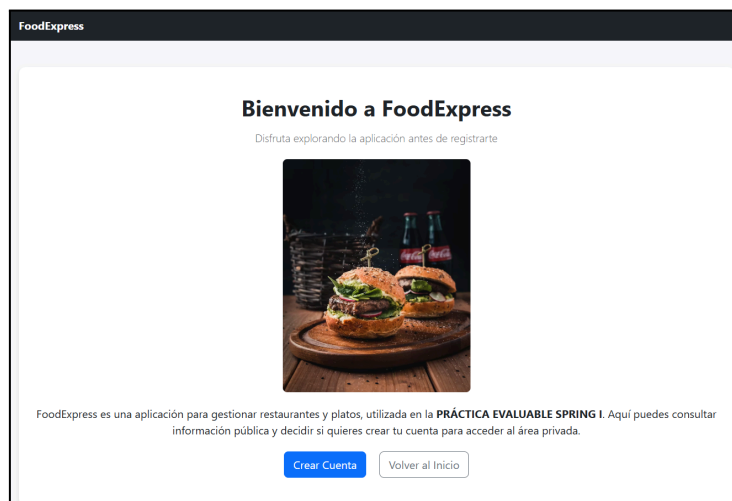 FoodExpress
Bienvenido a FoodExpress
Disfruta explorando la aplicación antes de registrarte
Coca-Cola
FoodExpress es una aplicación para gestionar restaurantes y platos, utilizada en la PRÁCTICA EVALUABLE SPRING I. Aquí puedes consultar
información pública y decidir si quieres crear tu cuenta para acceder al área privada.
Crear Cuenta
Volver al Inicio